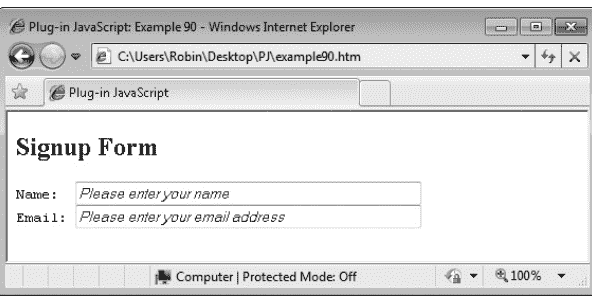 Plug-in JavaScript: Example 90 - Windows Internet Explorer
C:\Users\Robin\Desktop\PJ\example90.htm
Plug-in JavaScript
Signup Form
Name: Please enter your name
Email: Please enter your email address
Computer | Protected Mode: Off
100%